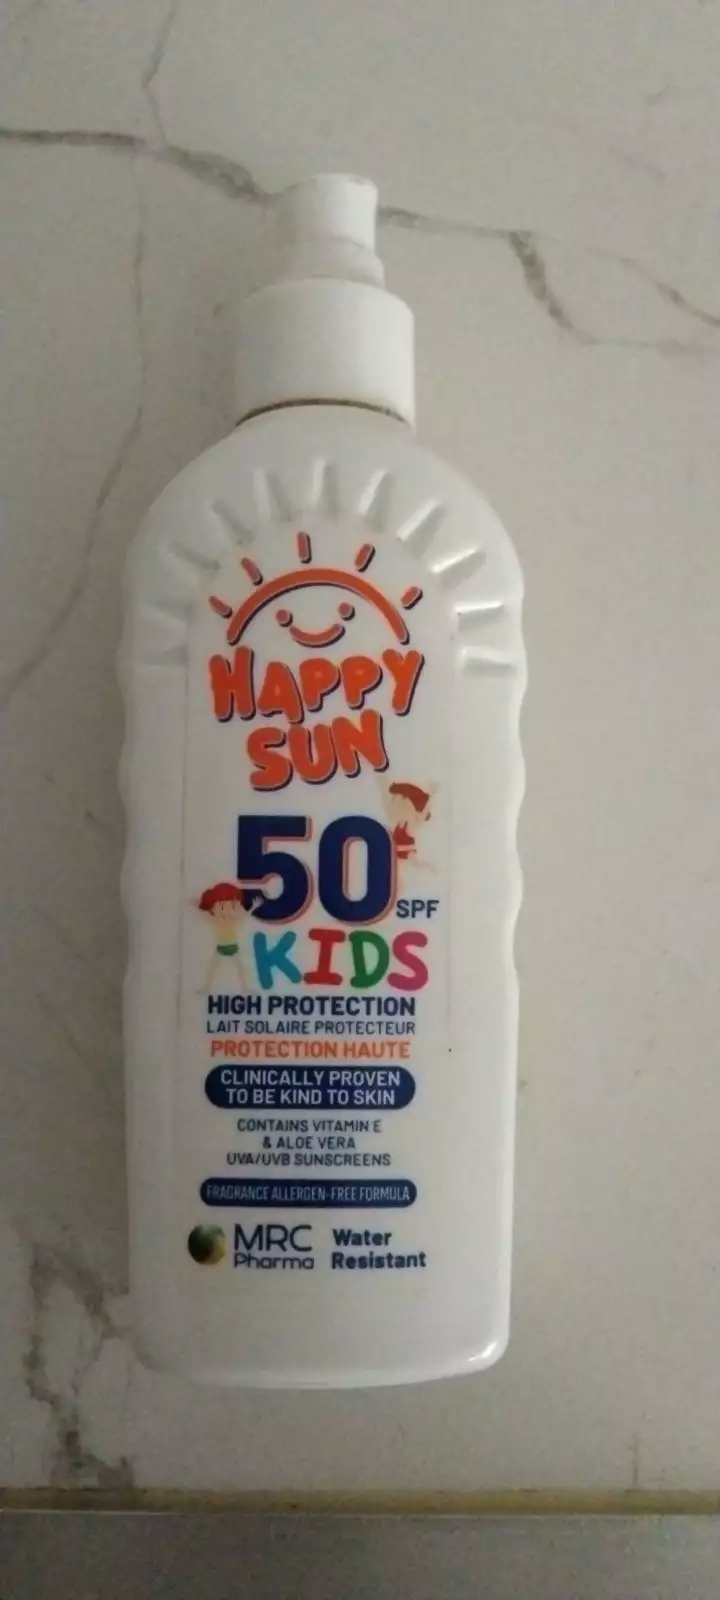 HAPPY
SUN
50
SPF
KIDS
HIGH PROTECTION
LAIT SOLAIRE PROTECTEUR
PROTECTION HAUTE
CLINICALLY PROVEN
TO BE KIND TO SKIN
CONTAINS VITAMIN E
& ALOE VERA
UVA/UVB SUNSCREENS
FRAGRANCE ALLERGEN-FREE FORMULA
MRC
Pharma
Water
Resistant